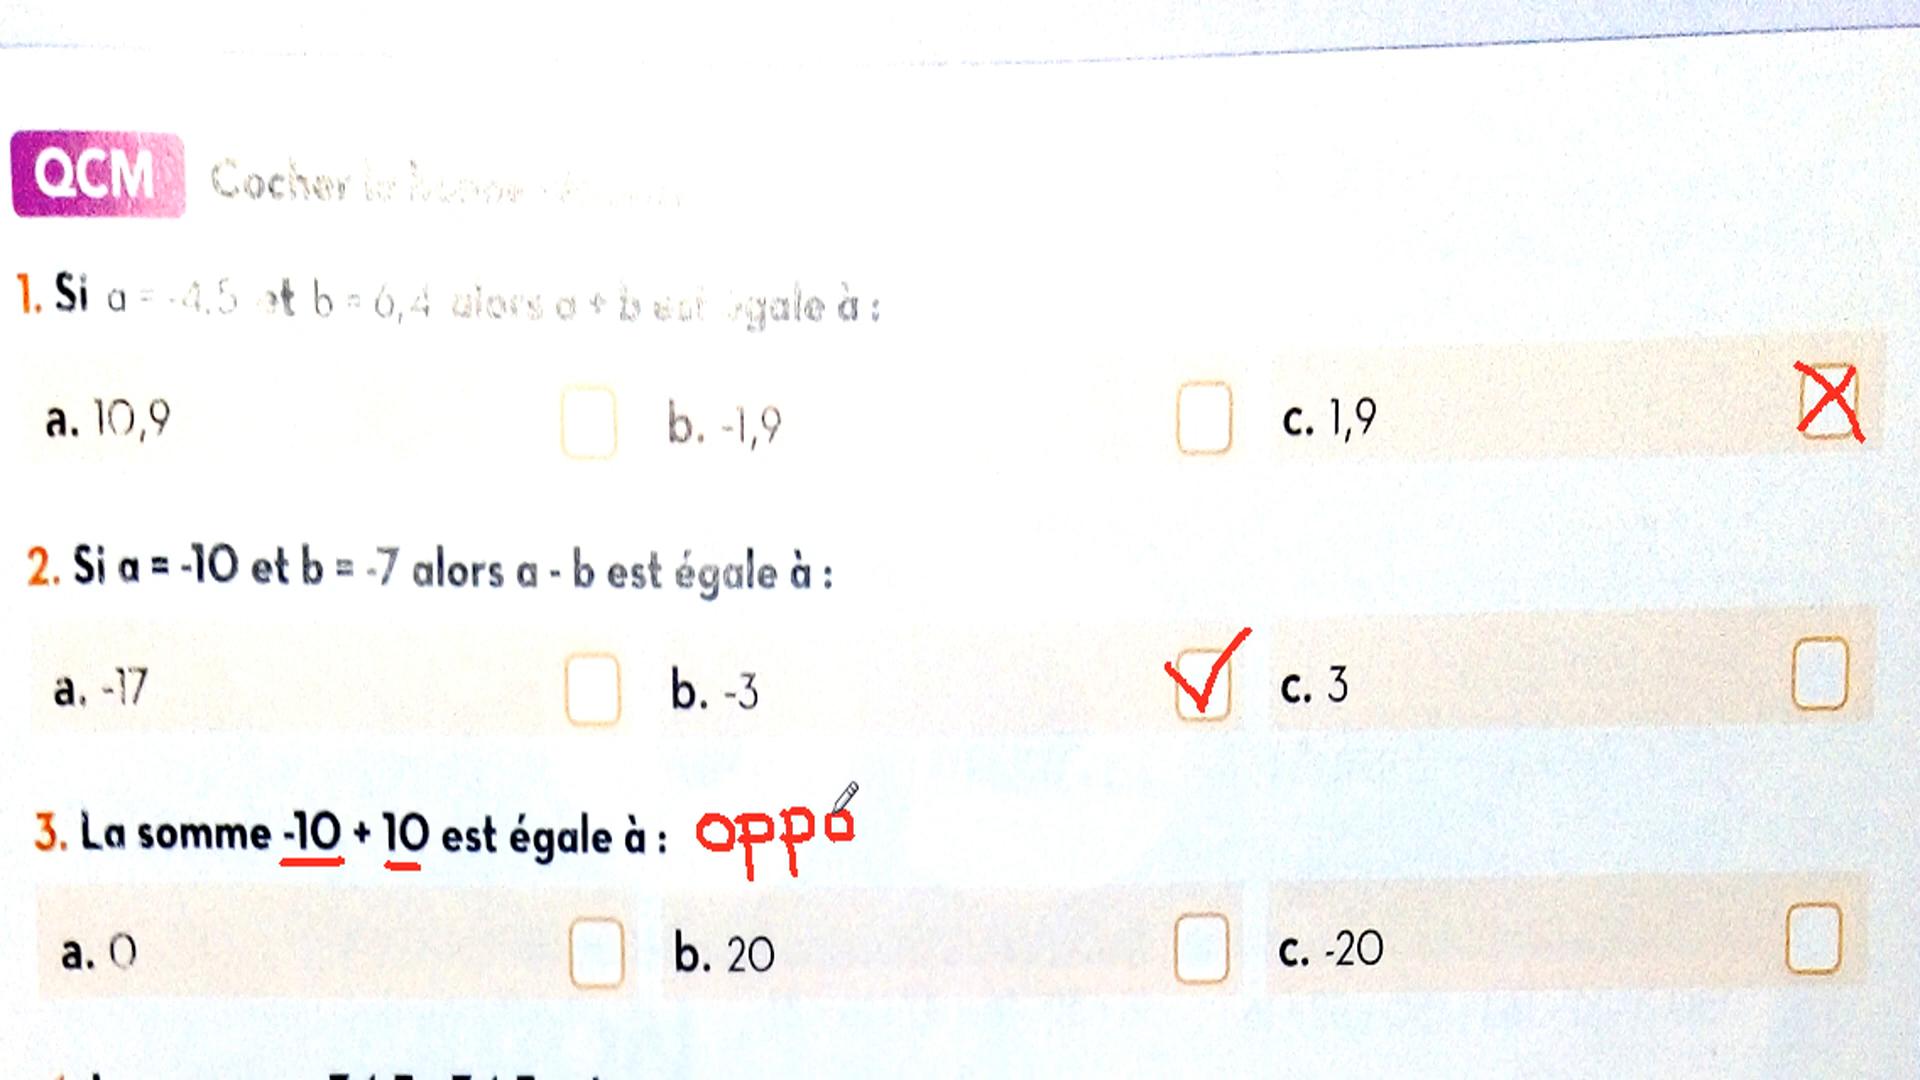 QCM Cocher la bonne
1. Si a = -4,5 et b = 6,4 alors a + b est égale à :
a. 10,9 b. -1,9 c. 1,9
2. Si a = -10 et b = -7 alors a - b est égale à :
a. -17 b. -3 c. 3
3. La somme -10 + 10 est égale à : oppo
a. 0 b. 20 c. -20